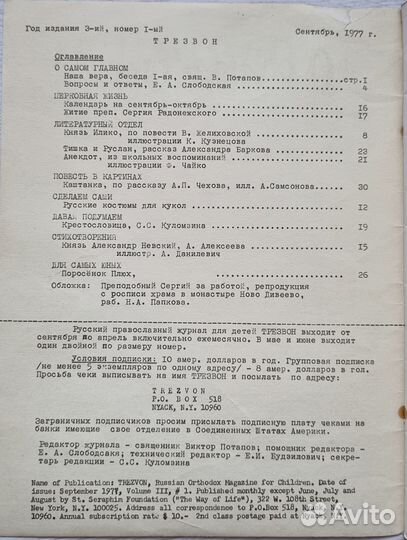 Год издания 3-ий, номер I-ый Сентябрь, 1977 г.
ТРЕЗВОН
Оглавление
О САМОМ ГЛАВНОМ
Наша вера, беседа I-ая, свящ. В. Потапов...............стр.I
Вопросы и ответы, Е.А. Слободская ................... 4
ЦЕРКОВНАЯ ЖИЗНЬ
Календарь на сентябрь-октябрь ....................... 16
Житие преп. Сергия Радонежского ..................... 17
ЛИТЕРАТУРНЫЙ ОТДЕЛ
Князь Илико, по повести В. Желиховской .............. 8
иллюстрации К. Кузнецова
Тишка и Руслан, рассказ Александра Баркова .......... 23
Анекдот, из школьных воспоминаний ................... 21
иллюстрации Ф. Чайко
ПОВЕСТЬ В КАРТИНАХ
Каштанка, по рассказу А.П. Чехова, илл. А.Самсонова.. 30
СДЕЛАЕМ САМИ
Русские костюмы для кукол ........................... 12
ДАВАЙ ПОДУМАЕМ
Крестословица, С.С. Куломзина ....................... 19
СТИХОТВОРЕНИЯ
Князь Александр Невский, А. Алексеева ............... 15
иллюстр. А. Данилевич
ДЛЯ САМЫХ ЮНЫХ
Поросёнок Плюх, ..................................... 26
Обложка: Преподобный Сергий за работой, репродукция
с росписи храма в монастыре Ново Дивеево,
раб. Н.А. Папкова.
Русский православный журнал для детей ТРЕЗВОН выходит от
сентября по апрель включительно ежемесячно. В мае и июне выходит
один двойной по размеру номер.
Условия подписки: IO амер. долларов в год. Групповая подписка
/не менее 5 экземпляров по одному адресу/ - 8 амер. долларов в год.
Просьба чеки выписывать на имя ТРЕЗВОН и посылать по адресу:
TREZVON
P.O. BOX 518
NYACK, N.Y. 10960
Заграничных подписчиков просим присылать подписную плату чеками на
банки имеющие свое отделение в Соединенных Штатах Америки.
Редактор журнала - священник Виктор Потапов; помощник редактора -
Е. А. Слободская; технический редактор - Е.И. Будзилович; секре-
тарь редакции - С.С. Куломзина
Name of Publication: TREZVON, Russian Orthodox Magazine for Children. Date of
issue: September 1977, Volume III, # 1. Published monthly except June, July and
August by St. Seraphim Foundation ("The Way of Life"), 322 W. 108th Street,
New York, N.Y. 10025. Address all correspondence to P.O.Box 518, Nyack, N.Y.
10960. Annual subscription rate $ 10.- 2nd class postage paid at Nyack, N.Y.
Avito